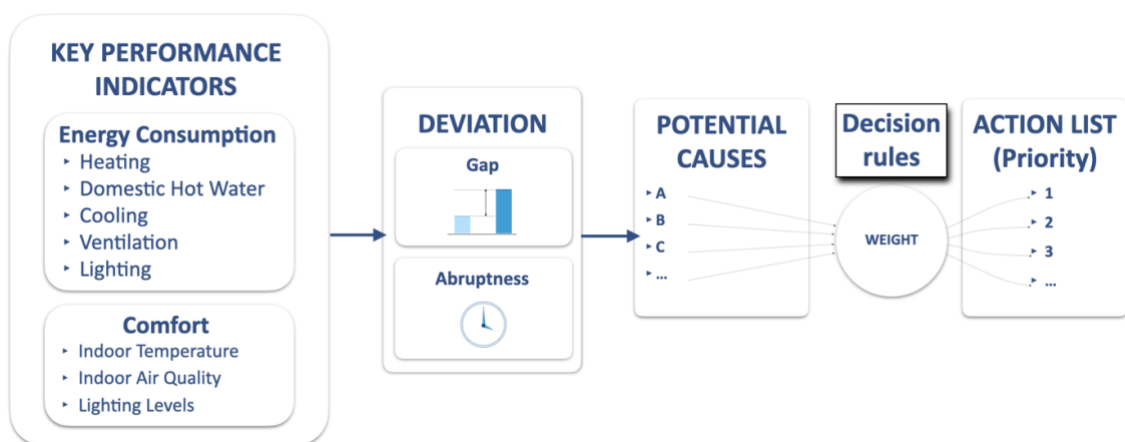 KEY PERFORMANCE
INDICATORS
Energy Consumption
‣ Heating
‣ Domestic Hot Water
‣ Cooling
‣ Ventilation
‣ Lighting
Comfort
‣ Indoor Temperature
‣ Indoor Air Quality
‣ Lighting Levels
DEVIATION
Gap
Abruptness
POTENTIAL
CAUSES
‣ A
‣ B
‣ C
‣ ...
Decision
rules
WEIGHT
ACTION LIST
(Priority)
‣ 1
‣ 2
‣ 3
‣ ...